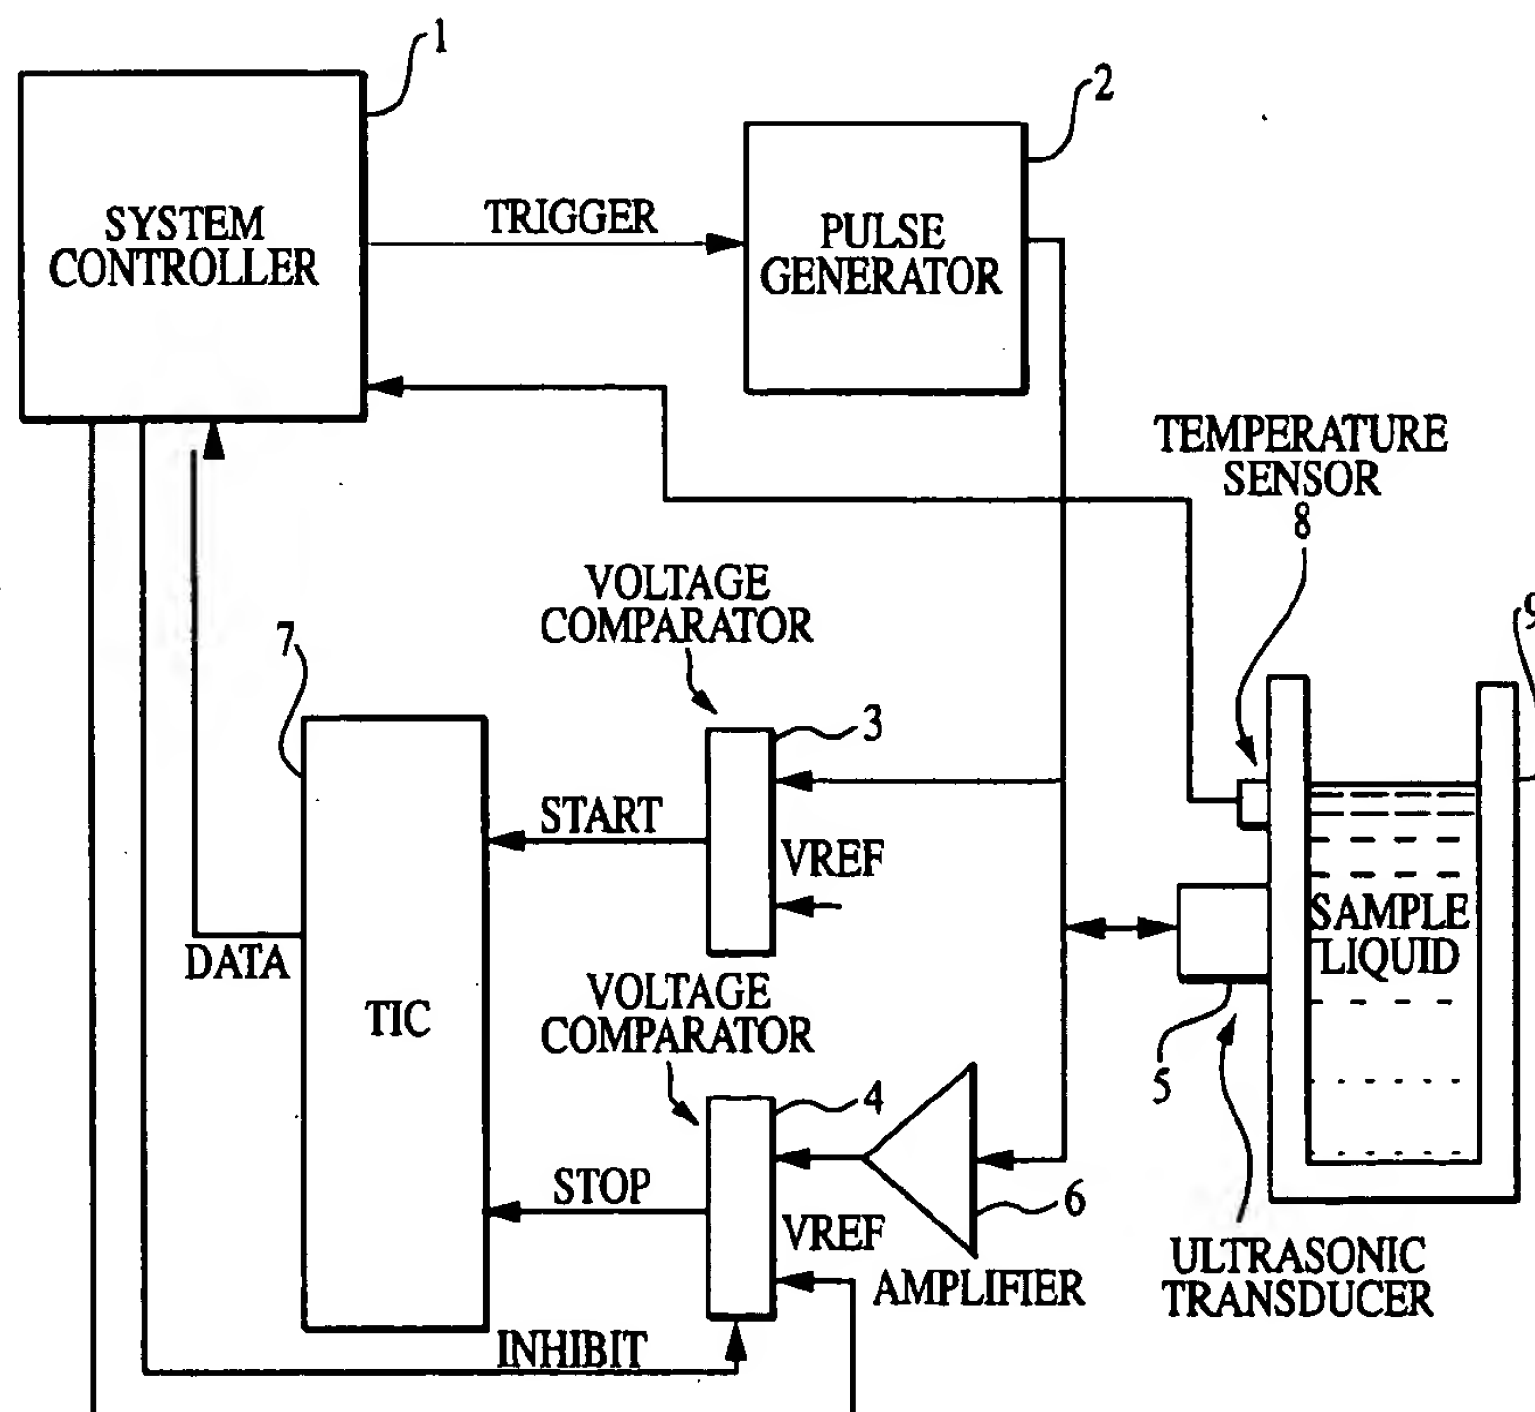 1
2
SYSTEM
CONTROLLER
TRIGGER
PULSE
GENERATOR
TEMPERATURE
SENSOR
8
VOLTAGE
COMPARATOR
9
7
3
START
VREF
SAMPLE
LIQUID
DATA
VOLTAGE
COMPARATOR
TIC
5
4
STOP
6
VREF
ULTRASONIC
TRANSDUCER
AMPLIFIER
INHIBIT